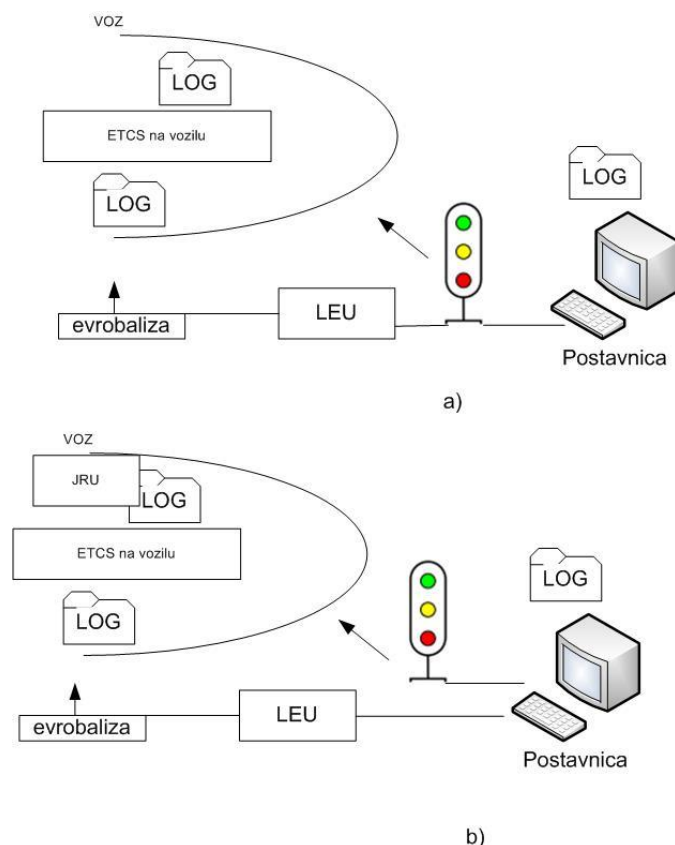 VOZ
LOG
ETCS na vozilu
LOG
LOG
LEU
evrobaliza
Postavnica
a)
VOZ
JRU
LOG
ETCS na vozilu
LOG
LOG
LEU
evrobaliza
Postavnica
b)